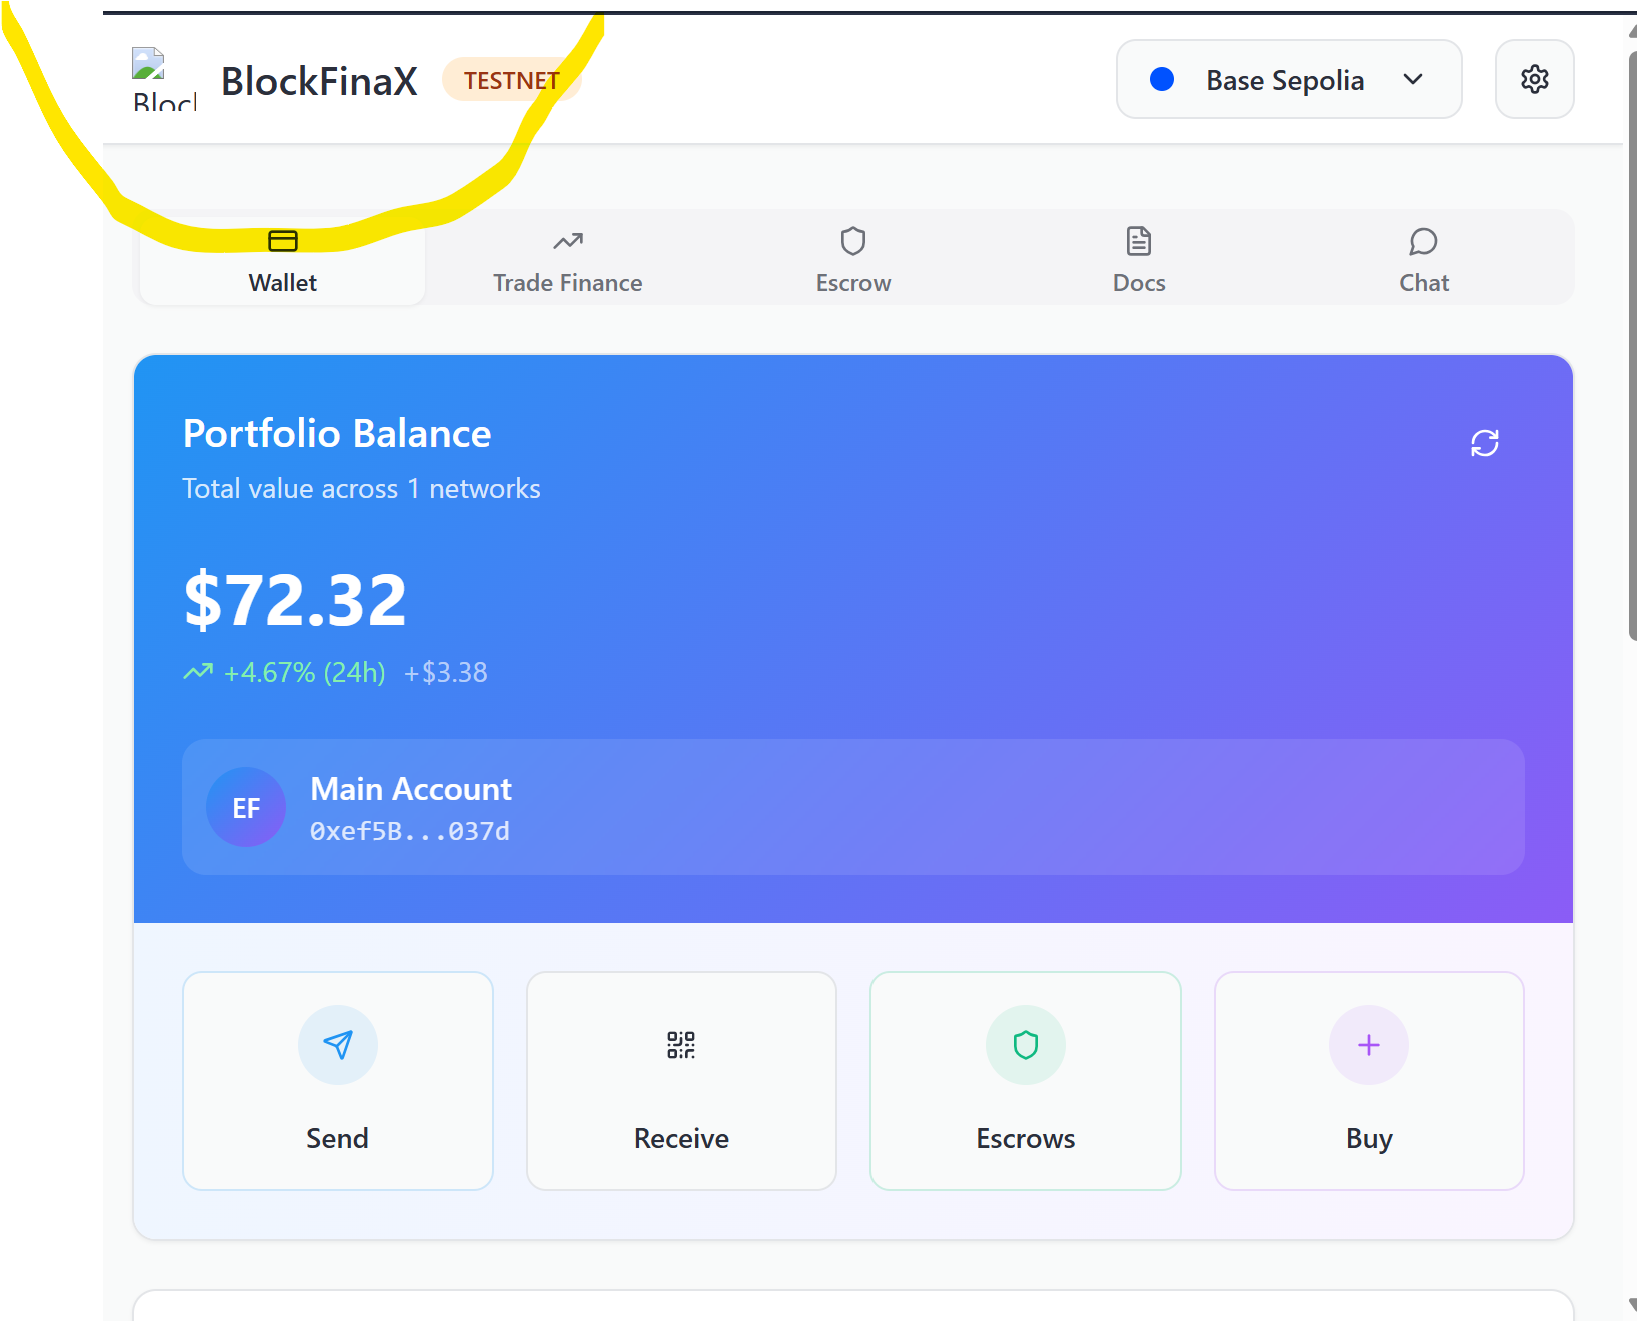 BlockFinaX
TESTNET
Base Sepolia
Wallet
Trade Finance
Escrow
Docs
Chat
Portfolio Balance
Total value across 1 networks
$72.32
+4.67% (24h) +$3.38
EF
Main Account
0xef5B...037d
Send
Receive
Escrows
Buy